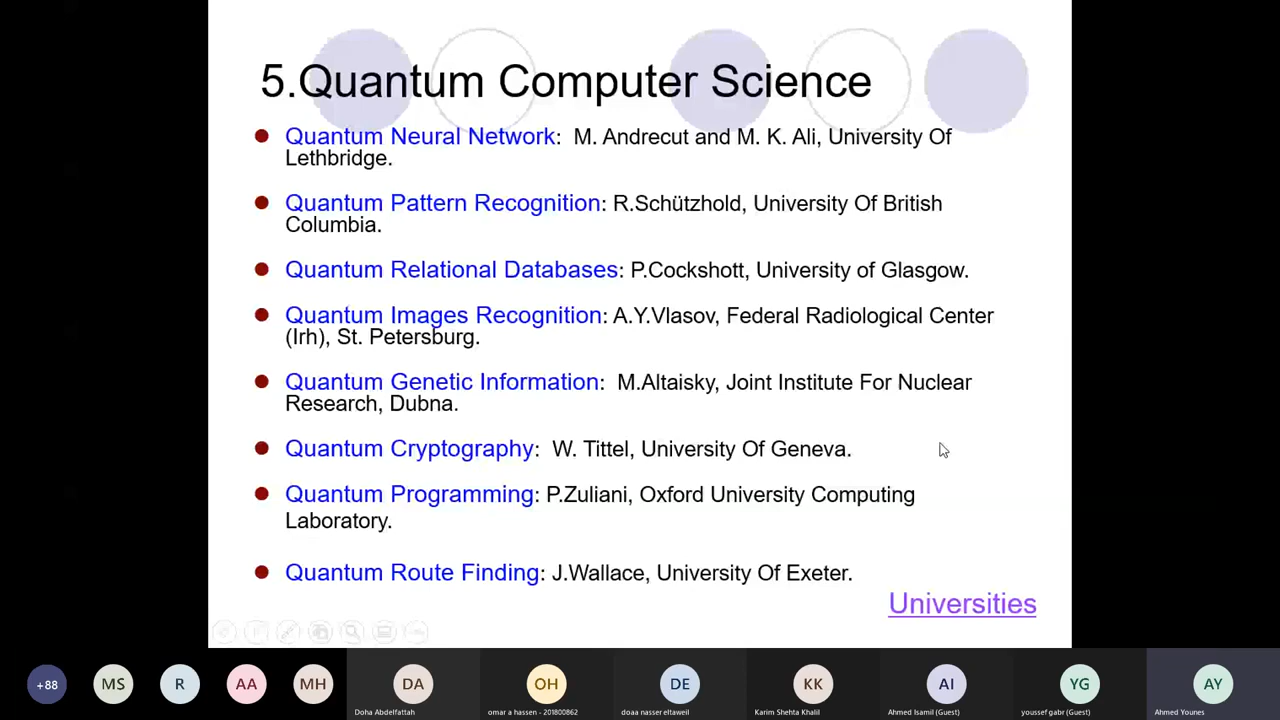 5.Quantum Computer Science
Quantum Neural Network: M. Andrecut and M. K. Ali, University Of
Lethbridge.
Quantum Pattern Recognition: R.Schützhold, University Of British
Columbia.
Quantum Relational Databases: P.Cockshott, University of Glasgow.
Quantum Images Recognition: A.Y.Vlasov, Federal Radiological Center
(Irh), St. Petersburg.
Quantum Genetic Information: M.Altaisky, Joint Institute For Nuclear
Research, Dubna.
Quantum Cryptography: W. Tittel, University Of Geneva.
Quantum Programming: P.Zuliani, Oxford University Computing
Laboratory.
Quantum Route Finding: J.Wallace, University Of Exeter.
Universities
+88 MS R AA MH DA OH DE KK AI YG AY
Doha Abdelfattah omar a hassen - 201800862 doaa nasser eltaweil Karim Shehta Khalil Ahmed Isamil (Guest) youssef gabr (Guest) Ahmed Younes